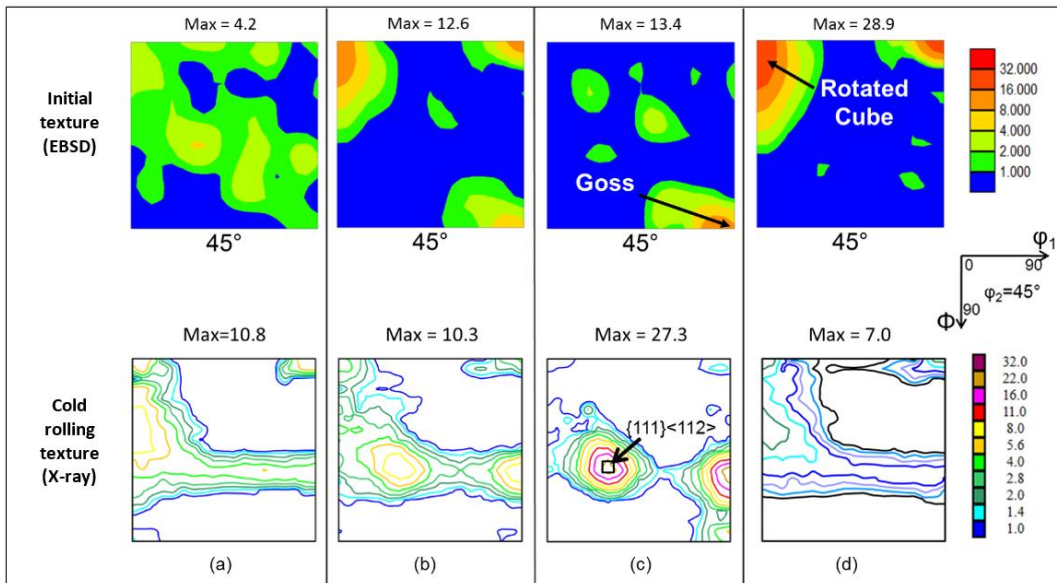 Max = 4.2
Max = 12.6
Max = 13.4
Max = 28.9
Initial
texture
(EBSD)
Rotated
Cube
Goss
32.000
16.000
8.000
4.000
2.000
1.000
45°
45°
45°
45°
φ₁
0
90
φ₂=45°
90
Φ
Max=10.8
Max = 10.3
Max = 27.3
Max = 7.0
Cold
rolling
texture
(X-ray)
{111}<112>
32.0
22.0
16.0
11.0
8.0
5.6
4.0
2.8
2.0
1.4
1.0
(a)
(b)
(c)
(d)